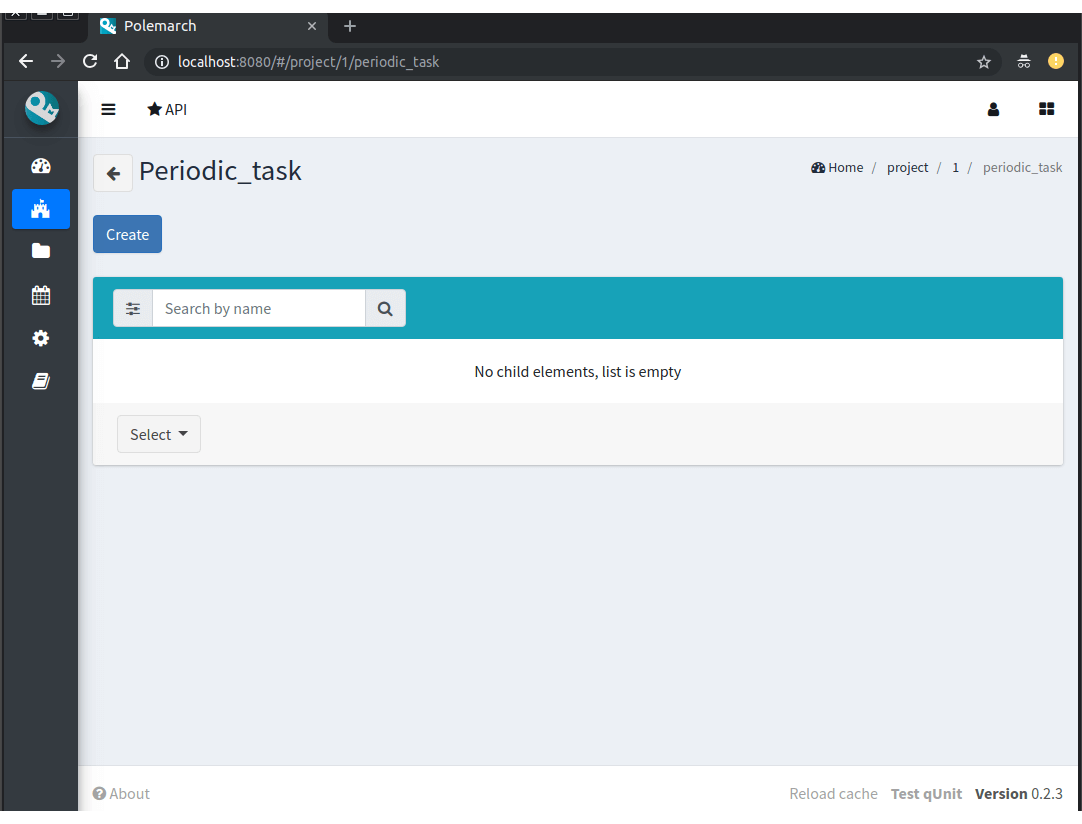 Polemarch
localhost:8080/#/project/1/periodic_task
API
Periodic_task
Home / project / 1 / periodic_task
Create
Search by name
No child elements, list is empty
Select
About
Reload cache Test qUnit Version 0.2.3